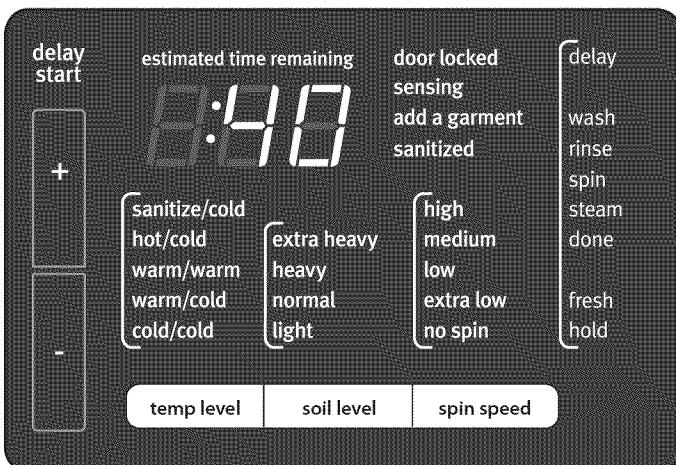 delay
start
+
-
estimated time remaining
:40
door locked
sensing
add a garment
sanitized
sanitize/cold
hot/cold
warm/warm
warm/cold
cold/cold
extra heavy
heavy
normal
light
high
medium
low
extra low
no spin
delay
wash
rinse
spin
steam
done
fresh
hold
temp level
soil level
spin speed